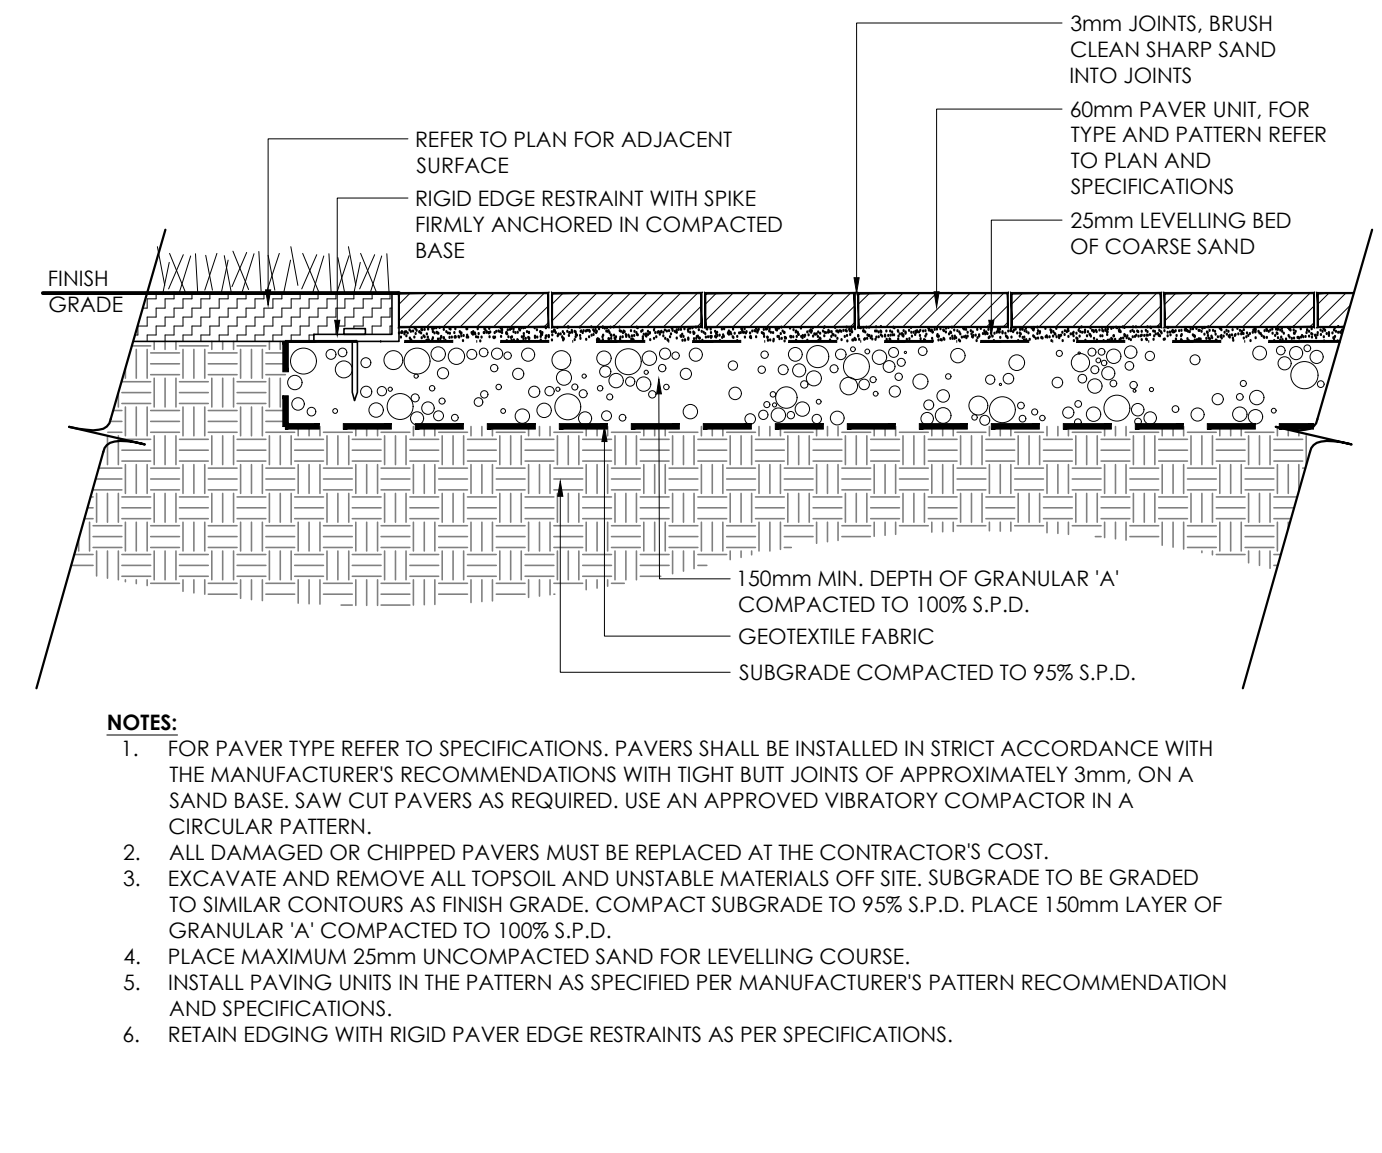 3mm JOINTS, BRUSH
CLEAN SHARP SAND
INTO JOINTS
60mm PAVER UNIT, FOR
TYPE AND PATTERN REFER
TO PLAN AND
SPECIFICATIONS
25mm LEVELLING BED
OF COARSE SAND
REFER TO PLAN FOR ADJACENT
SURFACE
RIGID EDGE RESTRAINT WITH SPIKE
FIRMLY ANCHORED IN COMPACTED
BASE
FINISH
GRADE
150mm MIN. DEPTH OF GRANULAR 'A'
COMPACTED TO 100% S.P.D.
GEOTEXTILE FABRIC
SUBGRADE COMPACTED TO 95% S.P.D.
NOTES:
1. FOR PAVER TYPE REFER TO SPECIFICATIONS. PAVERS SHALL BE INSTALLED IN STRICT ACCORDANCE WITH
THE MANUFACTURER'S RECOMMENDATIONS WITH TIGHT BUTT JOINTS OF APPROXIMATELY 3mm, ON A
SAND BASE. SAW CUT PAVERS AS REQUIRED. USE AN APPROVED VIBRATORY COMPACTOR IN A
CIRCULAR PATTERN.
2. ALL DAMAGED OR CHIPPED PAVERS MUST BE REPLACED AT THE CONTRACTOR'S COST.
3. EXCAVATE AND REMOVE ALL TOPSOIL AND UNSTABLE MATERIALS OFF SITE. SUBGRADE TO BE GRADED
TO SIMILAR CONTOURS AS FINISH GRADE. COMPACT SUBGRADE TO 95% S.P.D. PLACE 150mm LAYER OF
GRANULAR 'A' COMPACTED TO 100% S.P.D.
4. PLACE MAXIMUM 25mm UNCOMPACTED SAND FOR LEVELLING COURSE.
5. INSTALL PAVING UNITS IN THE PATTERN AS SPECIFIED PER MANUFACTURER'S PATTERN RECOMMENDATION
AND SPECIFICATIONS.
6. RETAIN EDGING WITH RIGID PAVER EDGE RESTRAINTS AS PER SPECIFICATIONS.